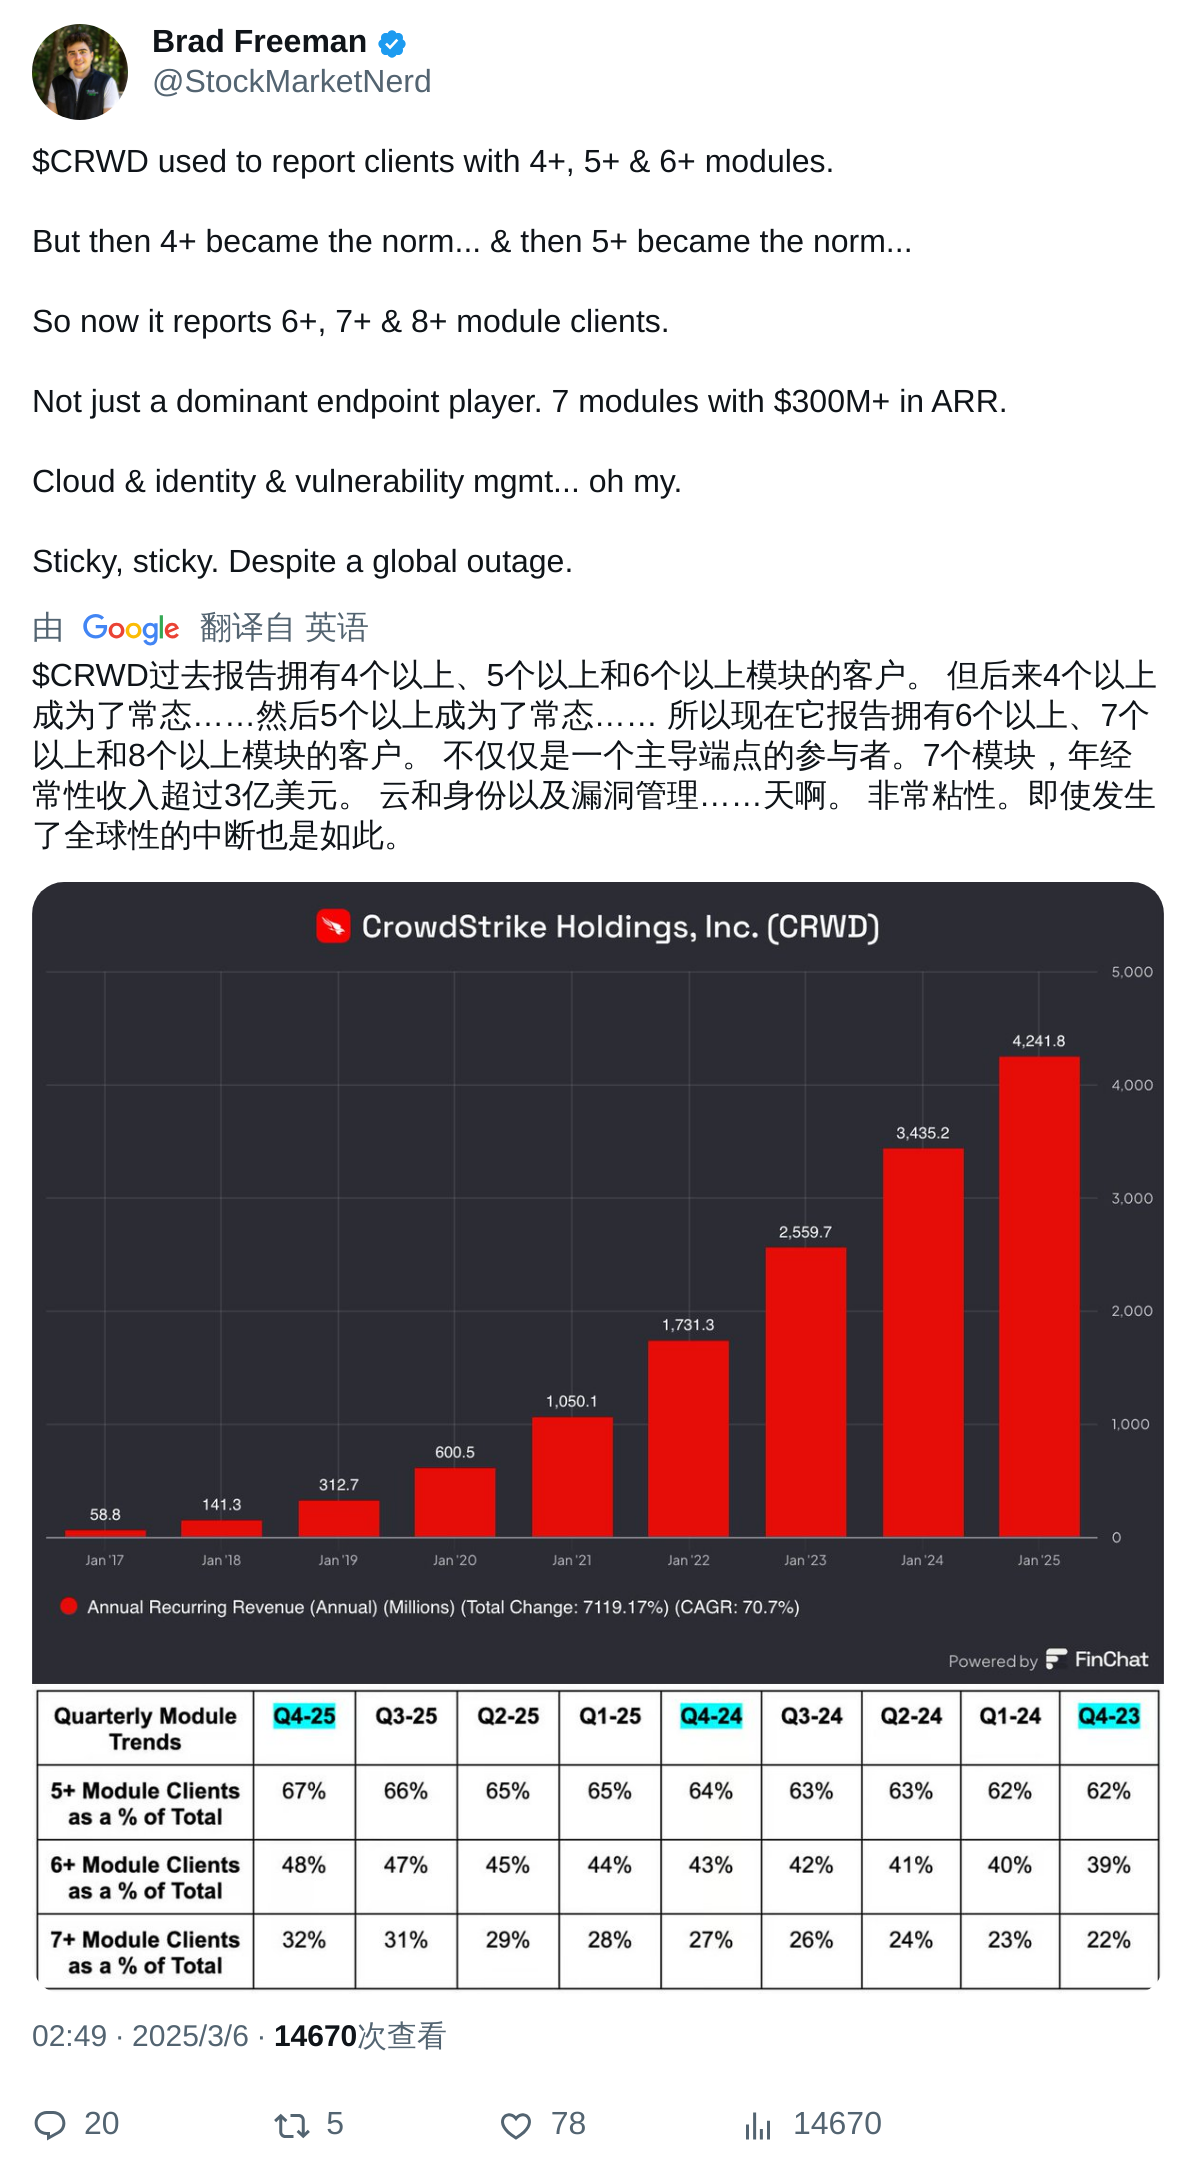 Brad Freeman
@StockMarketNerd
$CRWD used to report clients with 4+, 5+ & 6+ modules.
But then 4+ became the norm... & then 5+ became the norm...
So now it reports 6+, 7+ & 8+ module clients.
Not just a dominant endpoint player. 7 modules with $300M+ in ARR.
Cloud & identity & vulnerability mgmt... oh my.
Sticky, sticky. Despite a global outage.
由 Google 翻译自 英语
$CRWD过去报告拥有4个以上、5个以上和6个以上模块的客户。 但后来4个以上
成为了常态……然后5个以上成为了常态…… 所以现在它报告拥有6个以上、7个
以上和8个以上模块的客户。 不仅仅是一个主导端点的参与者。7个模块，年经
常性收入超过3亿美元。 云和身份以及漏洞管理……天啊。 非常粘性。即使发生
了全球性的中断也是如此。
CrowdStrike Holdings, Inc. (CRWD)
5,000
4,241.8
4,000
3,435.2
3,000
2,559.7
2,000
1,731.3
1,050.1
1,000
600.5
312.7
141.3
58.8
0
Jan '17 Jan '18 Jan '19 Jan '20 Jan '21 Jan '22 Jan '23 Jan '24 Jan '25
Annual Recurring Revenue (Annual) (Millions) (Total Change: 7119.17%) (CAGR: 70.7%)
Powered by FinChat
Quarterly Module Trends Q4-25 Q3-25 Q2-25 Q1-25 Q4-24 Q3-24 Q2-24 Q1-24 Q4-23
5+ Module Clients as a % of Total 67% 66% 65% 65% 64% 63% 63% 62% 62%
6+ Module Clients as a % of Total 48% 47% 45% 44% 43% 42% 41% 40% 39%
7+ Module Clients as a % of Total 32% 31% 29% 28% 27% 26% 24% 23% 22%
02:49 · 2025/3/6 · 14670次查看
20 5 78 14670